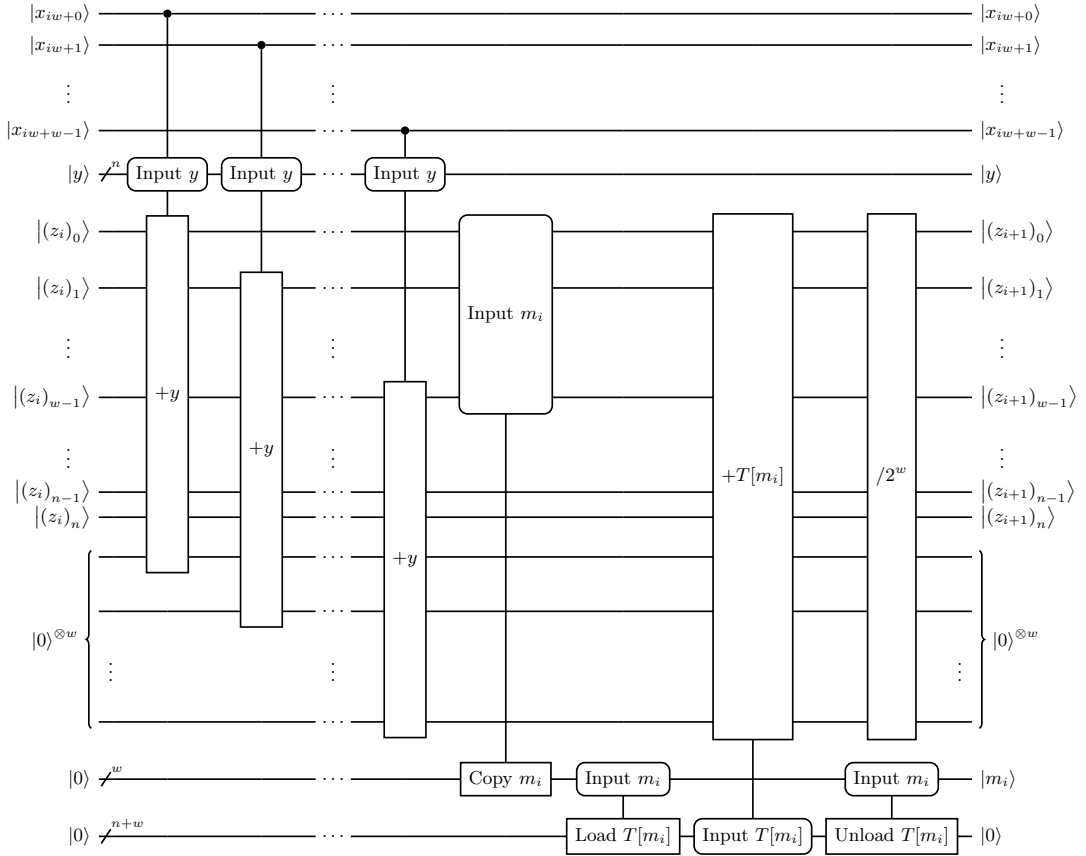 |x_{iw+0}⟩ ⋯ |x_{iw+0}⟩
|x_{iw+1}⟩ ⋯ |x_{iw+1}⟩
⋮ ⋮ ⋮
|x_{iw+w−1}⟩ ⋯ |x_{iw+w−1}⟩
|y⟩ n Input y Input y ⋯ Input y |y⟩
|(z_i)_0⟩ ⋯ |(z_{i+1})_0⟩
|(z_i)_1⟩ ⋯ |(z_{i+1})_1⟩
Input m_i
⋮ ⋮ ⋮
|(z_i)_{w−1}⟩ +y ⋯ |(z_{i+1})_{w−1}⟩
+y
⋮ ⋮ +T[m_i] /2^w ⋮
|(z_i)_{n−1}⟩ ⋯ |(z_{i+1})_{n−1}⟩
|(z_i)_n⟩ ⋯ |(z_{i+1})_n⟩
⋯ +y
⋯
|0⟩^{⊗w} |0⟩^{⊗w}
⋮ ⋮ ⋮
⋯
|0⟩ w ⋯ Copy m_i Input m_i Input m_i |m_i⟩
|0⟩ n+w ⋯ Load T[m_i] Input T[m_i] Unload T[m_i] |0⟩